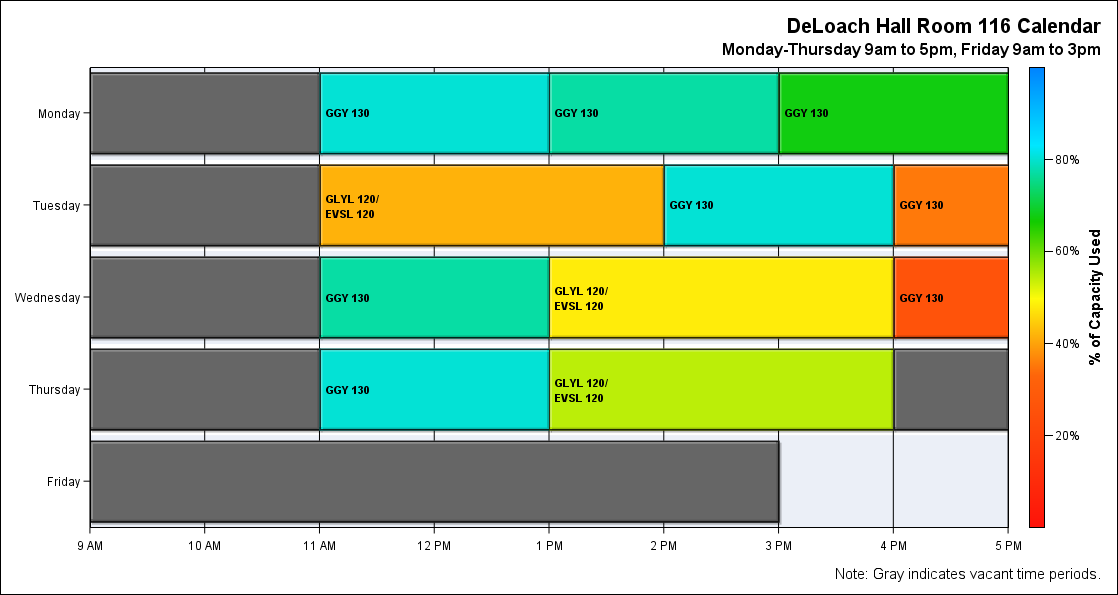 DeLoach Hall Room 116 Calendar
Monday-Thursday 9am to 5pm, Friday 9am to 3pm
Monday
GGY 130
GGY 130
GGY 130
Tuesday
GLYL 120/
EVSL 120
GGY 130
GGY 130
Wednesday
GGY 130
GLYL 120/
EVSL 120
GGY 130
Thursday
GGY 130
GLYL 120/
EVSL 120
Friday
9 AM
10 AM
11 AM
12 PM
1 PM
2 PM
3 PM
4 PM
5 PM
80%
60%
40%
20%
% of Capacity Used
Note: Gray indicates vacant time periods.